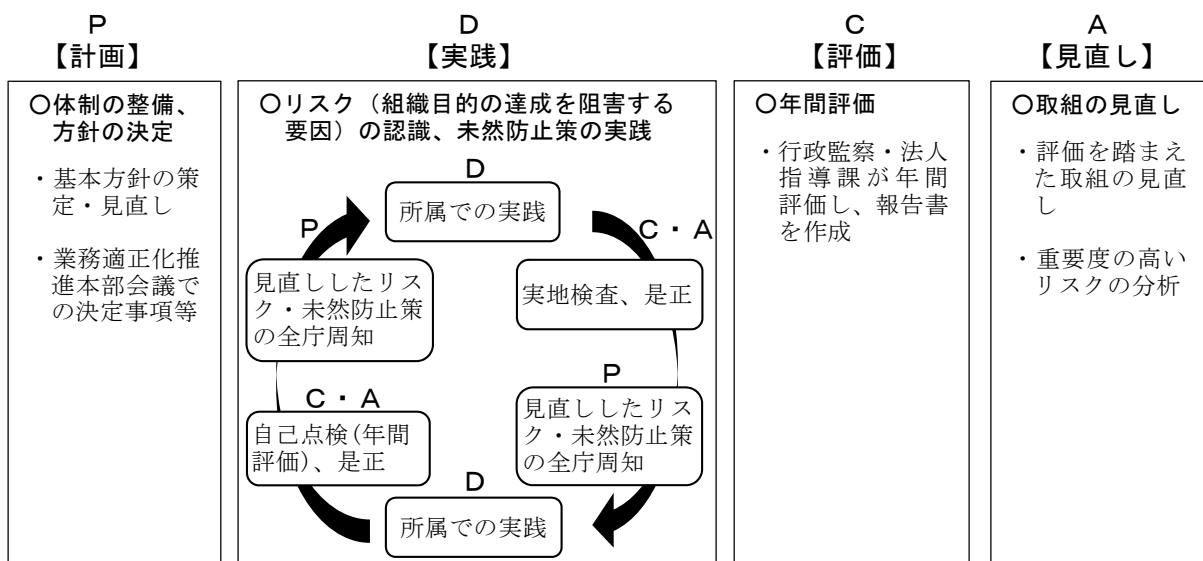 P
【計画】
○体制の整備、
方針の決定
・基本方針の策
定・見直し
・業務適正化推
進本部会議で
の決定事項等
D
【実践】
○リスク（組織目的の達成を阻害する
要因）の認識、未然防止策の実践
D
所属での実践
C・A
実地検査、是正
P
見直ししたリス
ク・未然防止策
の全庁周知
D
所属での実践
C・A
自己点検(年間
評価)、是正
P
見直ししたリス
ク・未然防止策
の全庁周知
C
【評価】
○年間評価
・行政監察・法人
指導課が年間
評価し、報告書
を作成
A
【見直し】
○取組の見直し
・評価を踏まえ
た取組の見直
し
・重要度の高い
リスクの分析